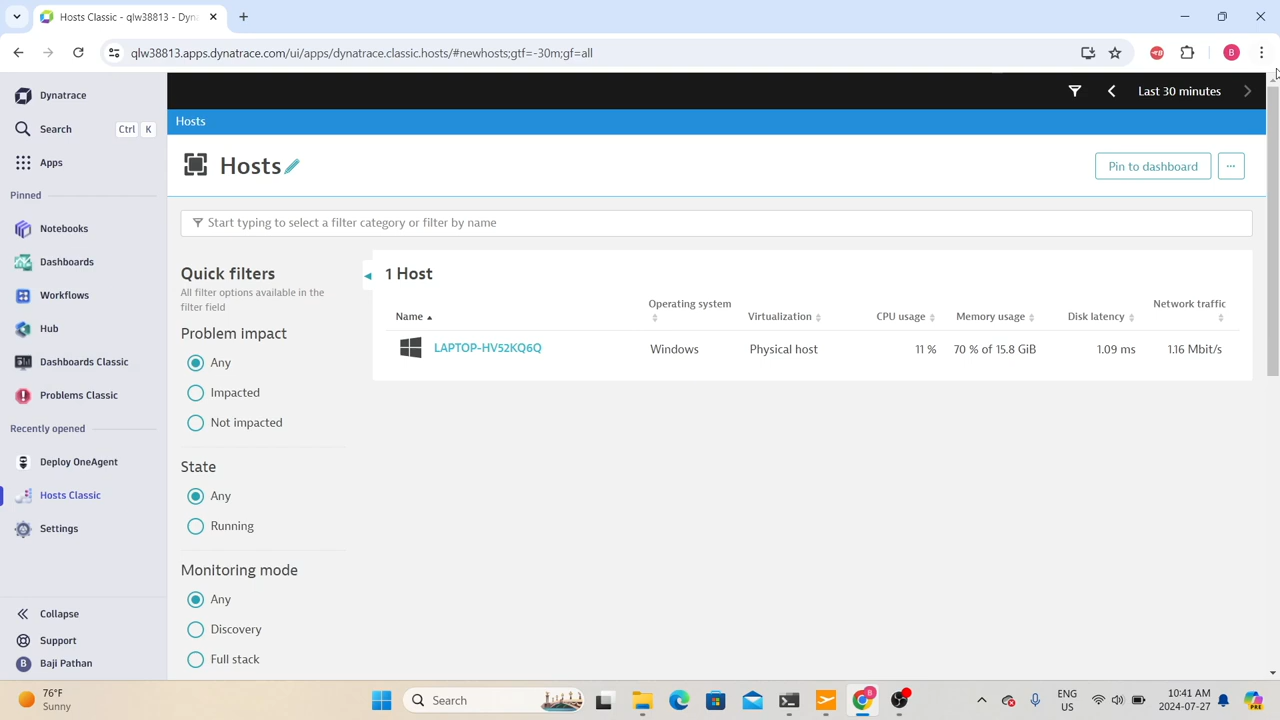 Hosts Classic - qlw38813 - Dyna
qlw38813.apps.dynatrace.com/ui/apps/dynatrace.classic.hosts/#newhosts;gtf=-30m;gf=all
B
Dynatrace
Search
Ctrl K
Apps
Pinned
Notebooks
Dashboards
Workflows
Hub
Dashboards Classic
Problems Classic
Recently opened
Deploy OneAgent
Hosts Classic
Settings
Collapse
Support
B Baji Pathan
Last 30 minutes
Hosts
Hosts
Pin to dashboard
...
Start typing to select a filter category or filter by name
Quick filters
All filter options available in the
filter field
Problem impact
Any
Impacted
Not impacted
State
Any
Running
Monitoring mode
Any
Discovery
Full stack
1 Host
Name Operating system Virtualization CPU usage Memory usage Disk latency Network traffic
LAPTOP-HV52KQ6Q Windows Physical host 11 % 70 % of 15.8 GiB 1.09 ms 1.16 Mbit/s
76°F
Sunny
Search
B
ENG
US
10:41 AM
2024-07-27
PRE